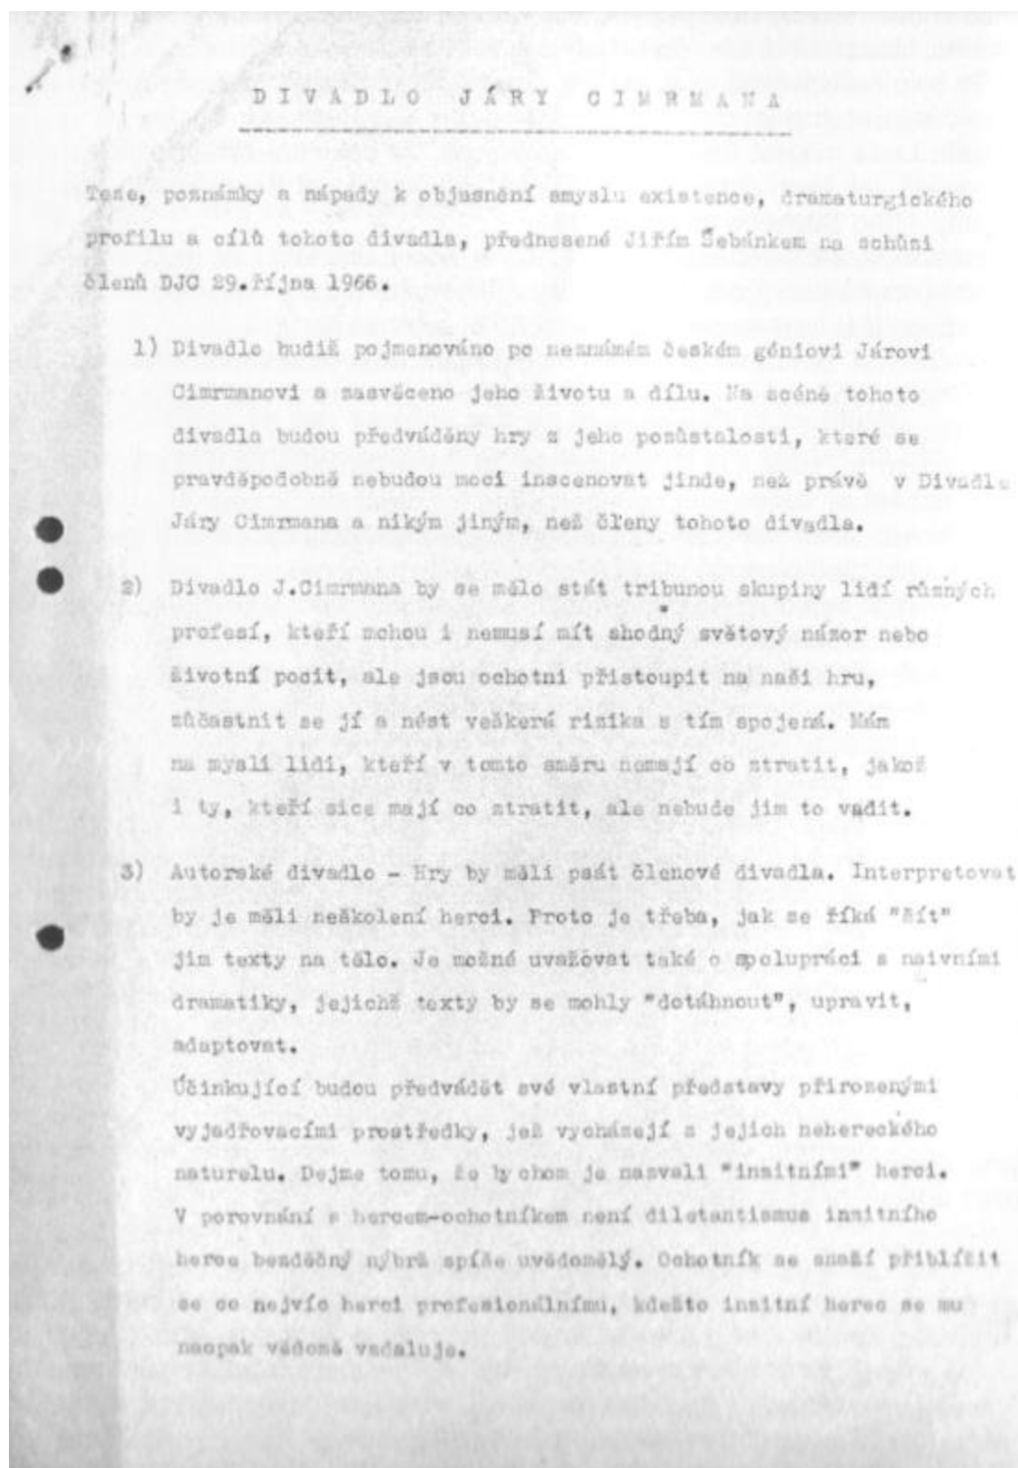 DIVADLO JÁRY CIMRMANA
Teze, poznámky a nápady k objasnění smyslu existence, dramaturgického
profilu a cílů tohoto divadla, přednesené Jiřím Šebánkem na schůzi
členů DJC 29.října 1966.
1) Divadlo budiž pojmenováno po neznámém českém géniovi Járovi
Cimrmanovi a zasvěceno jeho životu a dílu. Na scéně tohoto
divadla budou předváděny hry z jeho pozůstalosti, které se
pravděpodobně nebudou moci inscenovat jinde, než právě v Divadle
Járy Cimrmana a nikým jiným, než členy tohoto divadla.
2) Divadlo J.Cimrmana by se mělo stát tribunou skupiny lidí různých
profesí, kteří mohou i nemusí mít shodný světový názor nebo
životní pocit, ale jsou ochotni přistoupit na naši hru,
zúčastnit se jí a nést veškerá rizika s tím spojená. Mám
na mysli lidi, kteří v tomto směru nemají co ztratit, jakož
i ty, kteří sice mají co ztratit, ale nebude jim to vadit.
3) Autorské divadlo - Hry by měli psát členové divadla. Interpretovat
by je měli neškolení herci. Proto je třeba, jak se říká "šít"
jim texty na tělo. Je možné uvažovat také o spolupráci s naivními
dramatiky, jejichž texty by se mohly "dotáhnout", upravit,
adaptovat.
Účinkující budou předvádět své vlastní představy přirozenými
vyjadřovacími prostředky, jež vycházejí z jejich nehereckého
naturelu. Dejme tomu, že bychom je nazvali "insitními" herci.
V porovnání s hercem-ochotníkem není diletantismus insitního
herce bezděčný nýbrž spíše uvědomělý. Ochotník se snaží přiblížit
se co nejvíc herci profesionálnímu, kdežto insitní herec se mu
naopak vědomě vzdaluje.